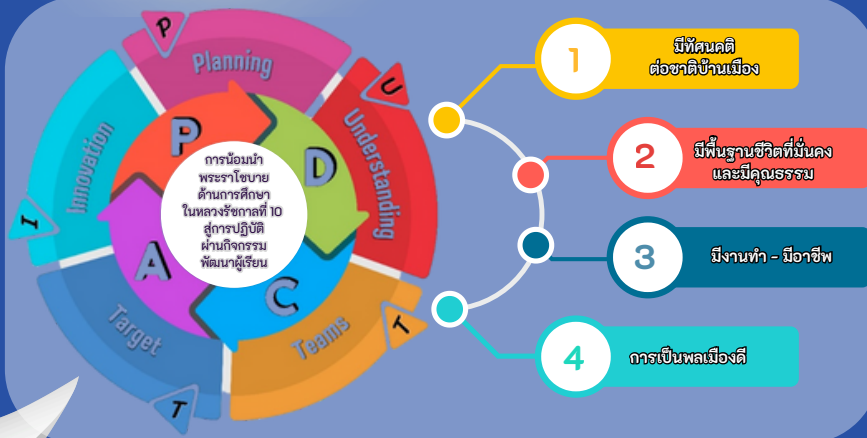 P
Planning
U
Understanding
T
Teams
T
Target
I
Innovation
P
D
C
A
การน้อมนำ
พระราโชบาย
ด้านการศึกษา
ในหลวงรัชกาลที่ 10
สู่การปฏิบัติ
ผ่านกิจกรรม
พัฒนาผู้เรียน
1
มีทัศนคติ
ต่อชาติบ้านเมือง
2
มีพื้นฐานชีวิตที่มั่นคง
และมีคุณธรรม
3
มีงานทำ - มีอาชีพ
4
การเป็นพลเมืองดี